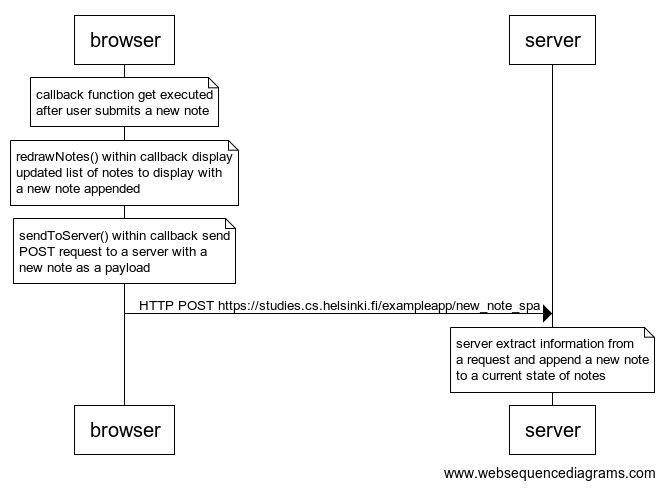 browser
server
callback function get executed
after user submits a new note
redrawNotes() within callback display
updated list of notes to display with
a new note appended
sendToServer() within callback send
POST request to a server with a
new note as a payload
HTTP POST https://studies.cs.helsinki.fi/exampleapp/new_note_spa
server extract information from
a request and append a new note
to a current state of notes
browser
server
www.websequencediagrams.com